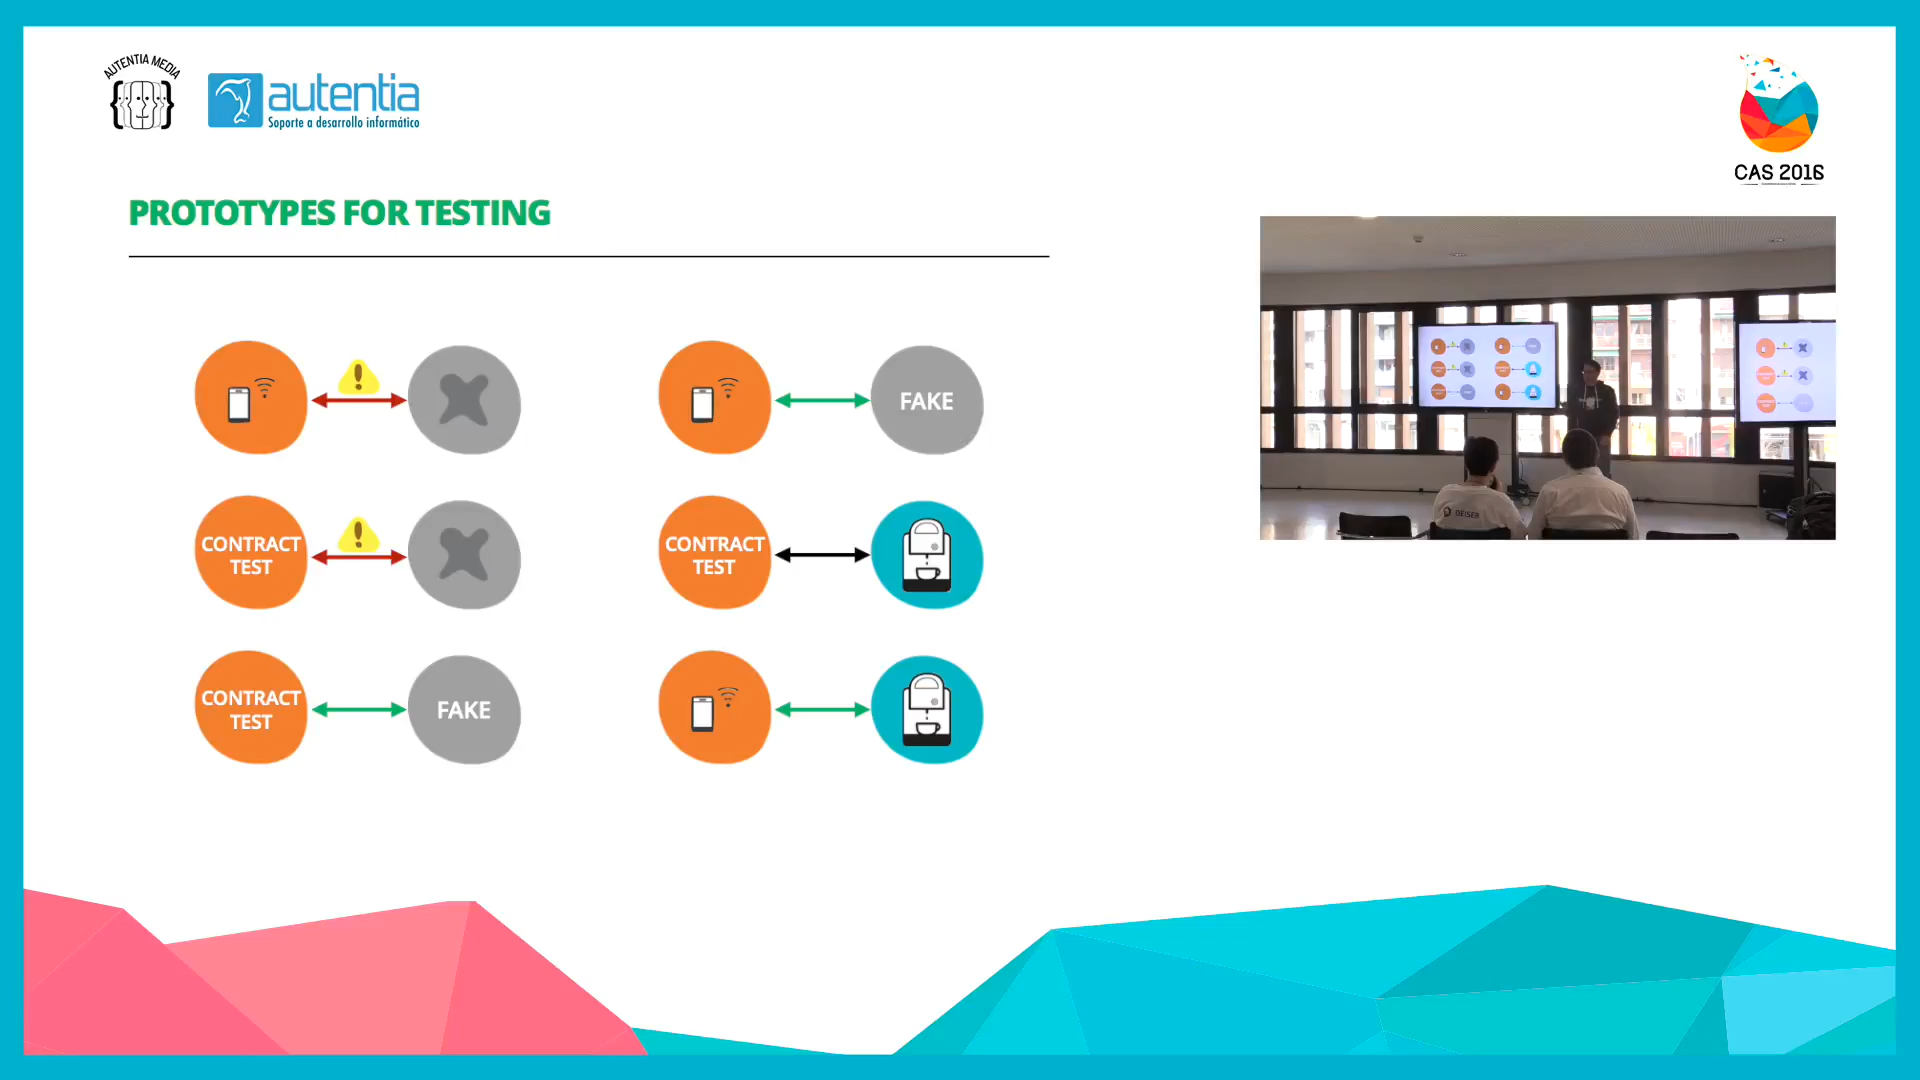 AUTENTIA MEDIA
autentia
Soporte a desarrollo informático
CAS 2016
PROTOTYPES FOR TESTING
FAKE
CONTRACT
TEST
CONTRACT
TEST
CONTRACT
TEST
FAKE
DEISER